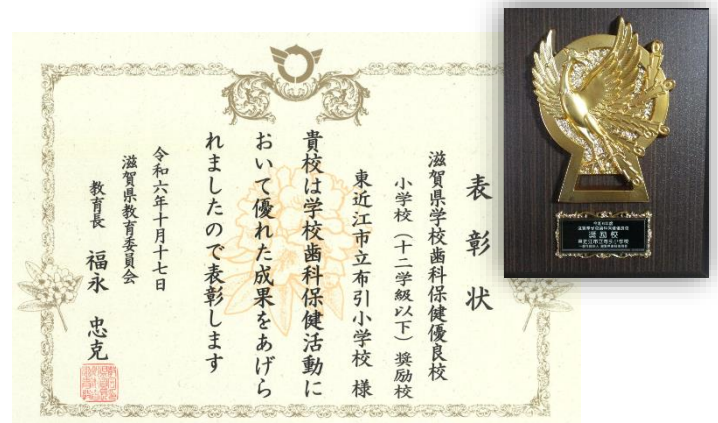 表彰状
滋賀県学校歯科保健優良校
小学校（十二学級以下）奨励校
東近江市立布引小学校 様
貴校は学校歯科保健活動に
おいて優れた成果をあげら
れましたので表彰します
令和六年十月十七日
滋賀県教育委員会
教育長 福永 忠克
奨励校